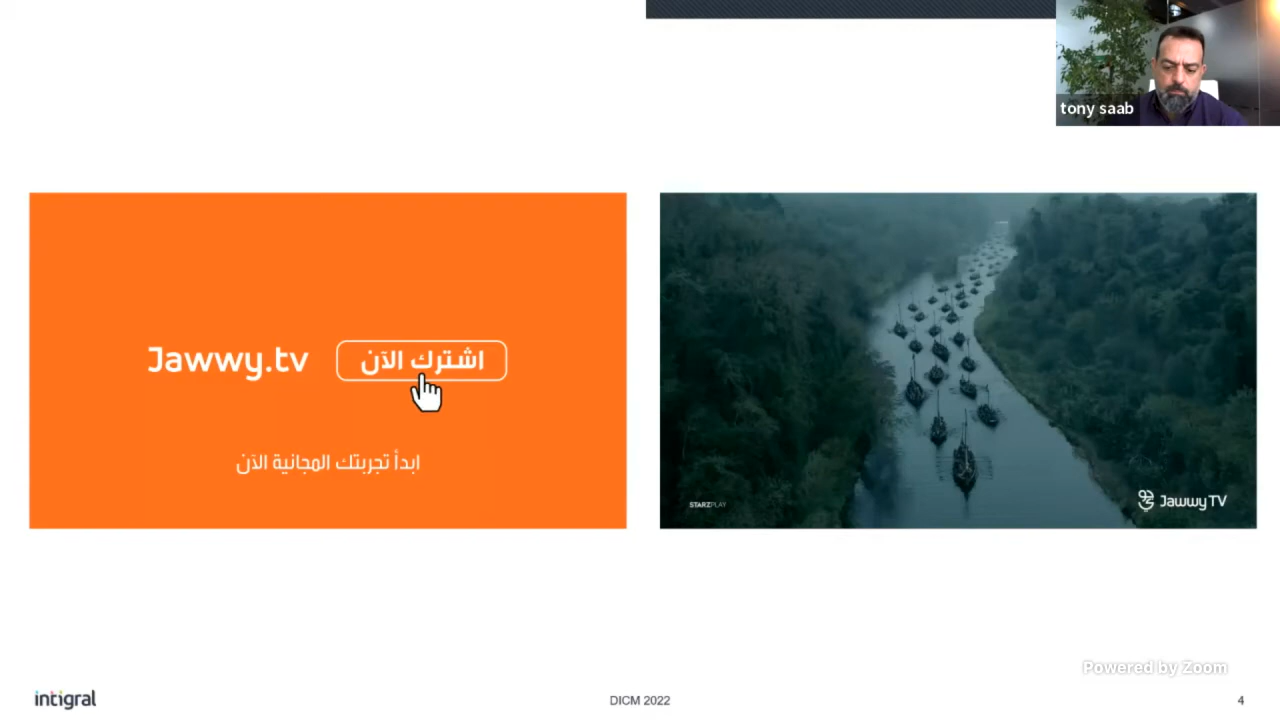 tony saab
Jawwy.tv
اشترك الآن
ابدأ تجربتك المجانية الآن
STARZPLAY
Jawwy TV
Powered by Zoom
intigral
DICM 2022
4